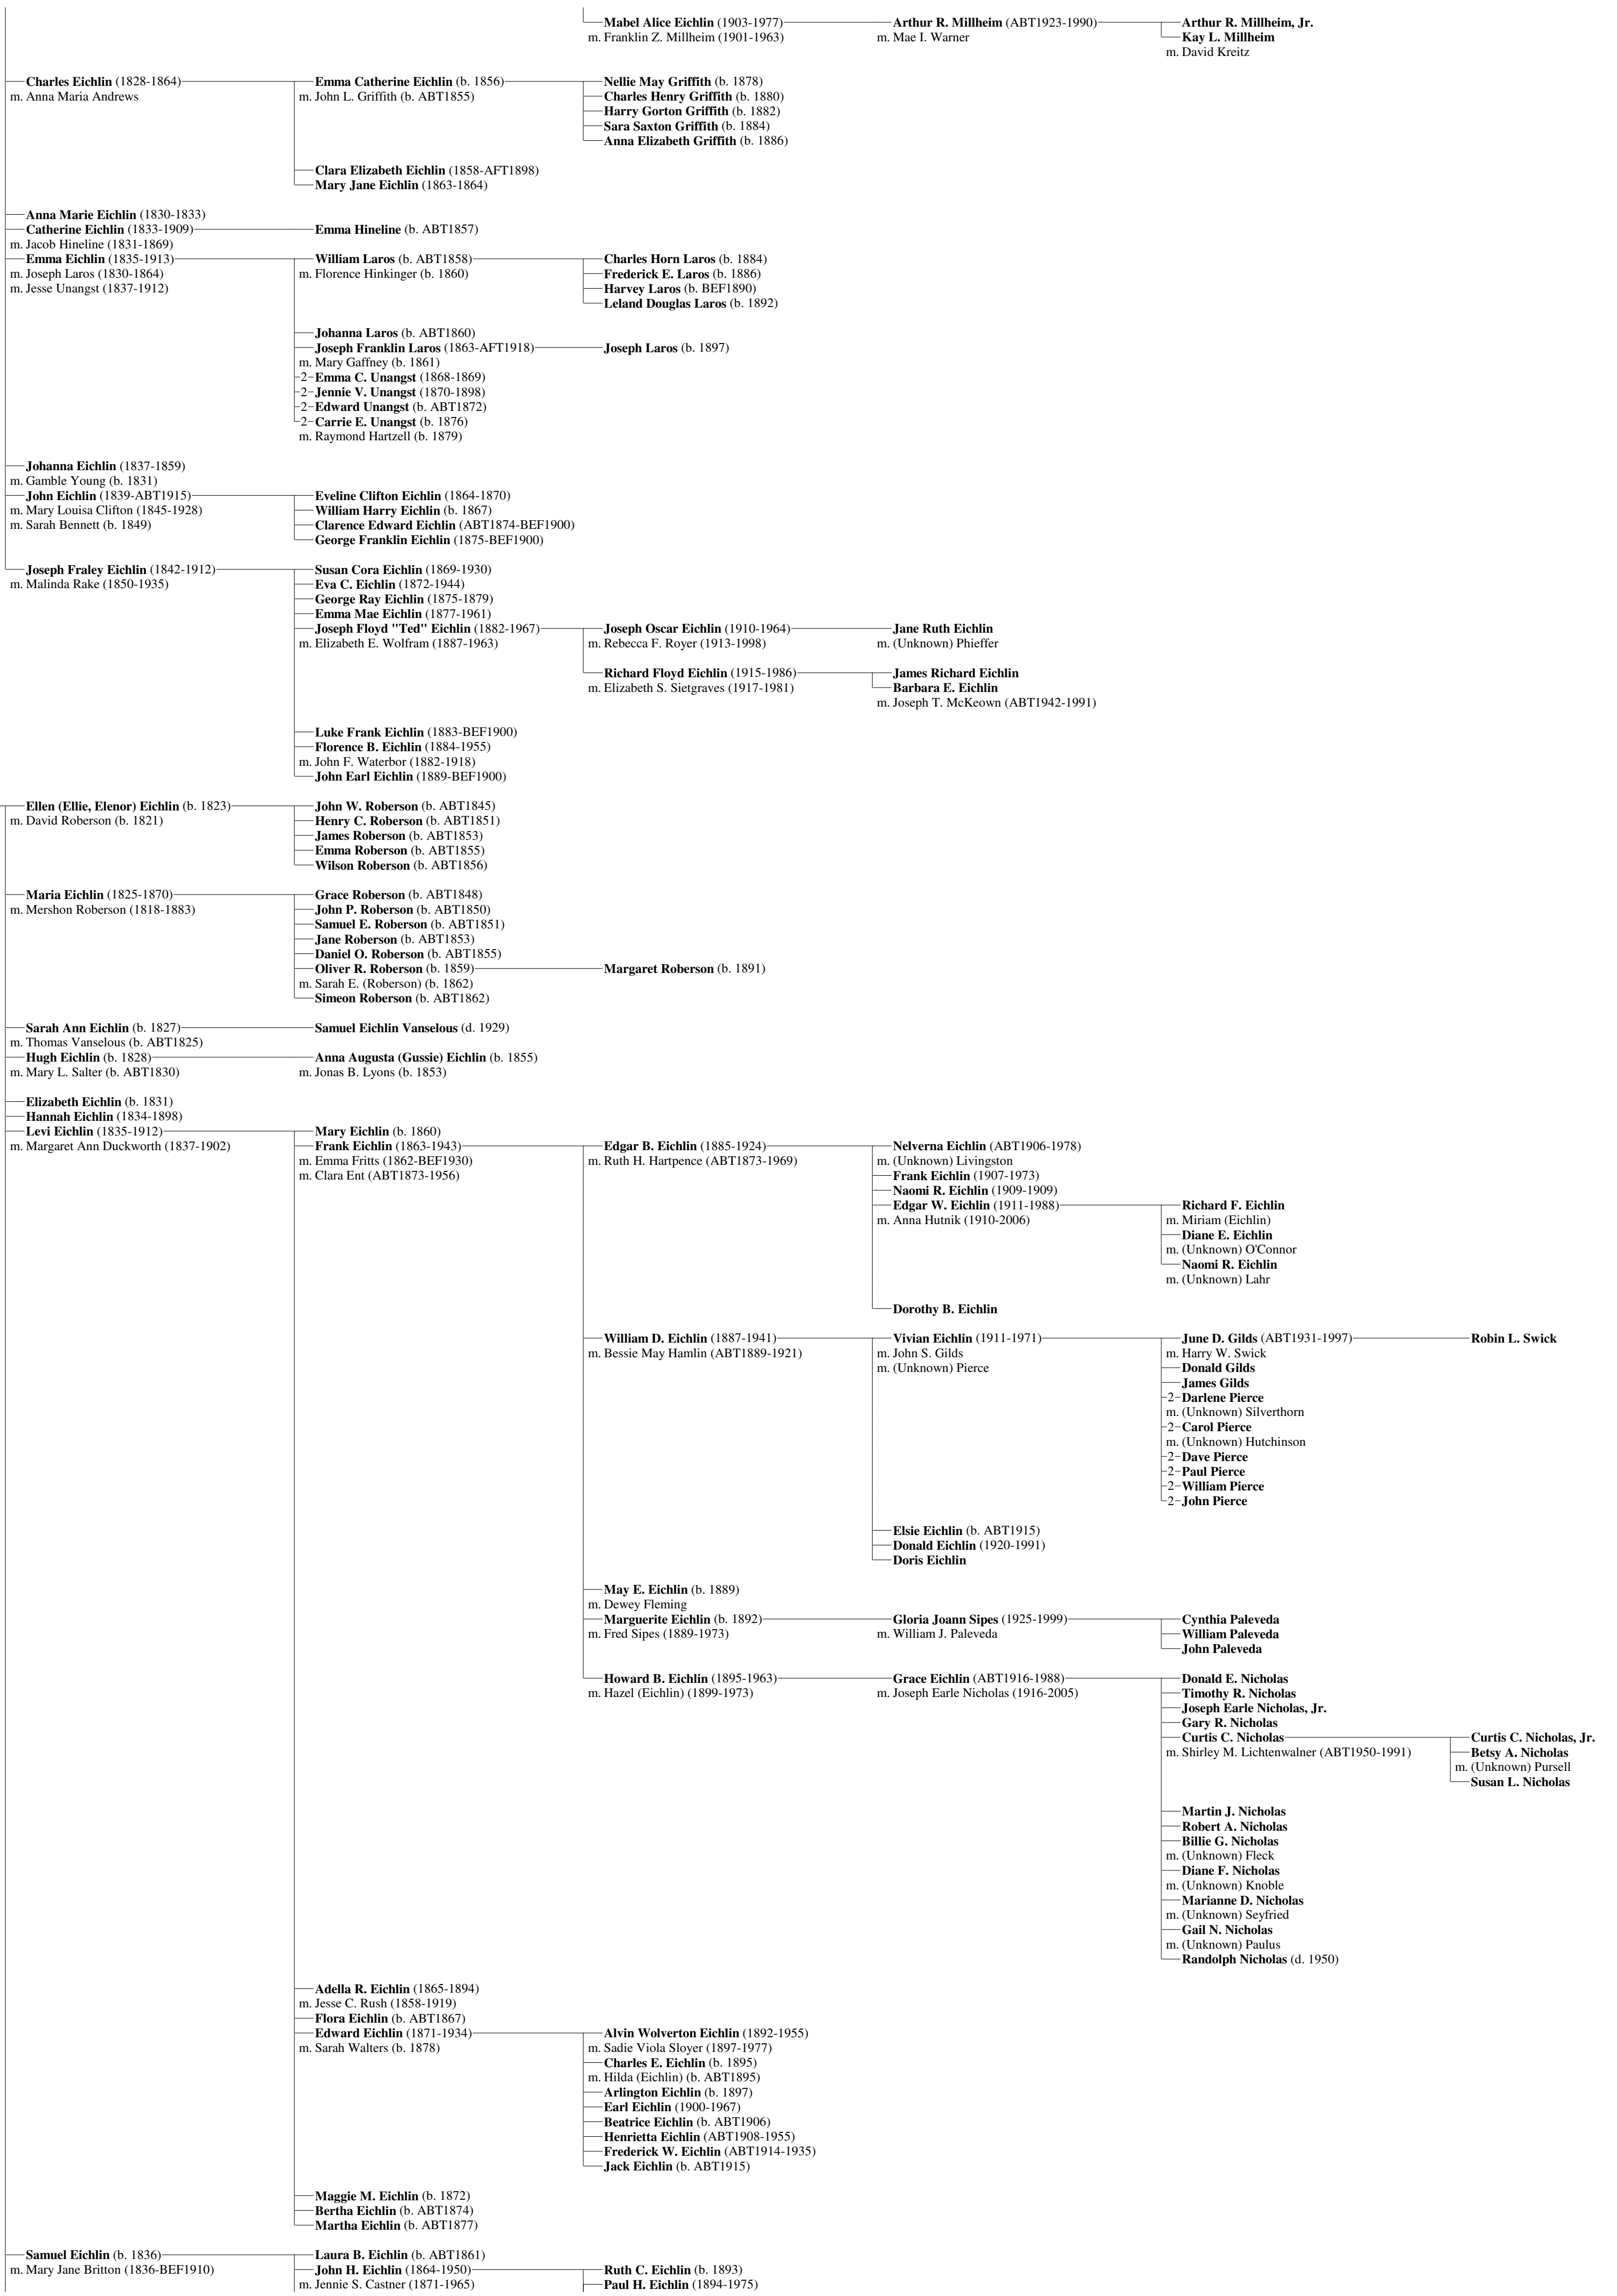 Mabel Alice Eichlin (1903-1977) Arthur R. Millheim (ABT1923-1990) Arthur R. Millheim, Jr.
m. Franklin Z. Millheim (1901-1963) m. Mae I. Warner Kay L. Millheim
m. David Kreitz
Charles Eichlin (1828-1864) Emma Catherine Eichlin (b. 1856) Nellie May Griffith (b. 1878)
m. Anna Maria Andrews m. John L. Griffith (b. ABT1855) Charles Henry Griffith (b. 1880)
Harry Gorton Griffith (b. 1882)
Sara Saxton Griffith (b. 1884)
Anna Elizabeth Griffith (b. 1886)
Clara Elizabeth Eichlin (1858-AFT1898)
Mary Jane Eichlin (1863-1864)
Anna Marie Eichlin (1830-1833)
Catherine Eichlin (1833-1909) Emma Hineline (b. ABT1857)
m. Jacob Hineline (1831-1869)
Emma Eichlin (1835-1913) William Laros (b. ABT1858) Charles Horn Laros (b. 1884)
m. Joseph Laros (1830-1864) m. Florence Hinkinger (b. 1860) Frederick E. Laros (b. 1886)
m. Jesse Unangst (1837-1912) Harvey Laros (b. BEF1890)
Leland Douglas Laros (b. 1892)
Johanna Laros (b. ABT1860)
Joseph Franklin Laros (1863-AFT1918) Joseph Laros (b. 1897)
m. Mary Gaffney (b. 1861)
2 Emma C. Unangst (1868-1869)
2 Jennie V. Unangst (1870-1898)
2 Edward Unangst (b. ABT1872)
2 Carrie E. Unangst (b. 1876)
m. Raymond Hartzell (b. 1879)
Johanna Eichlin (1837-1859)
m. Gamble Young (b. 1831)
John Eichlin (1839-ABT1915) Eveline Clifton Eichlin (1864-1870)
m. Mary Louisa Clifton (1845-1928) William Harry Eichlin (b. 1867)
m. Sarah Bennett (b. 1849) Clarence Edward Eichlin (ABT1874-BEF1900)
George Franklin Eichlin (1875-BEF1900)
Joseph Fraley Eichlin (1842-1912) Susan Cora Eichlin (1869-1930)
m. Malinda Rake (1850-1935) Eva C. Eichlin (1872-1944)
George Ray Eichlin (1875-1879)
Emma Mae Eichlin (1877-1961)
Joseph Floyd "Ted" Eichlin (1882-1967) Joseph Oscar Eichlin (1910-1964) Jane Ruth Eichlin
m. Elizabeth E. Wolfram (1887-1963) m. Rebecca F. Royer (1913-1998) m. (Unknown) Phieffer
Richard Floyd Eichlin (1915-1986) James Richard Eichlin
m. Elizabeth S. Sietgraves (1917-1981) Barbara E. Eichlin
m. Joseph T. McKeown (ABT1942-1991)
Luke Frank Eichlin (1883-BEF1900)
Florence B. Eichlin (1884-1955)
m. John F. Waterbor (1882-1918)
John Earl Eichlin (1889-BEF1900)
Ellen (Ellie, Elenor) Eichlin (b. 1823) John W. Roberson (b. ABT1845)
m. David Roberson (b. 1821) Henry C. Roberson (b. ABT1851)
James Roberson (b. ABT1853)
Emma Roberson (b. ABT1855)
Wilson Roberson (b. ABT1856)
Maria Eichlin (1825-1870) Grace Roberson (b. ABT1848)
m. Mershon Roberson (1818-1883) John P. Roberson (b. ABT1850)
Samuel E. Roberson (b. ABT1851)
Jane Roberson (b. ABT1853)
Daniel O. Roberson (b. ABT1855)
Oliver R. Roberson (b. 1859) Margaret Roberson (b. 1891)
m. Sarah E. (Roberson) (b. 1862)
Simeon Roberson (b. ABT1862)
Sarah Ann Eichlin (b. 1827) Samuel Eichlin Vanselous (d. 1929)
m. Thomas Vanselous (b. ABT1825)
Hugh Eichlin (b. 1828) Anna Augusta (Gussie) Eichlin (b. 1855)
m. Mary L. Salter (b. ABT1830) m. Jonas B. Lyons (b. 1853)
Elizabeth Eichlin (b. 1831)
Hannah Eichlin (1834-1898)
Levi Eichlin (1835-1912) Mary Eichlin (b. 1860)
m. Margaret Ann Duckworth (1837-1902) Frank Eichlin (1863-1943) Edgar B. Eichlin (1885-1924) Nelverna Eichlin (ABT1906-1978)
m. Emma Fritts (1862-BEF1930) m. Ruth H. Hartpence (ABT1873-1969) m. (Unknown) Livingston
m. Clara Ent (ABT1873-1956) Frank Eichlin (1907-1973)
Naomi R. Eichlin (1909-1909)
Edgar W. Eichlin (1911-1988) Richard F. Eichlin
m. Anna Hutnik (1910-2006) m. Miriam (Eichlin)
Diane E. Eichlin
m. (Unknown) O'Connor
Naomi R. Eichlin
m. (Unknown) Lahr
Dorothy B. Eichlin
William D. Eichlin (1887-1941) Vivian Eichlin (1911-1971) June D. Gilds (ABT1931-1997) Robin L. Swick
m. Bessie May Hamlin (ABT1889-1921) m. John S. Gilds m. Harry W. Swick
m. (Unknown) Pierce Donald Gilds
James Gilds
2 Darlene Pierce
m. (Unknown) Silverthorn
2 Carol Pierce
m. (Unknown) Hutchinson
2 Dave Pierce
2 Paul Pierce
2 William Pierce
2 John Pierce
Elsie Eichlin (b. ABT1915)
Donald Eichlin (1920-1991)
Doris Eichlin
May E. Eichlin (b. 1889)
m. Dewey Fleming
Marguerite Eichlin (b. 1892) Gloria Joann Sipes (1925-1999) Cynthia Paleveda
m. Fred Sipes (1889-1973) m. William J. Paleveda William Paleveda
John Paleveda
Howard B. Eichlin (1895-1963) Grace Eichlin (ABT1916-1988) Donald E. Nicholas
m. Hazel (Eichlin) (1899-1973) m. Joseph Earle Nicholas (1916-2005) Timothy R. Nicholas
Joseph Earle Nicholas, Jr.
Gary R. Nicholas
Curtis C. Nicholas Curtis C. Nicholas, Jr.
m. Shirley M. Lichtenwalner (ABT1950-1991) Betsy A. Nicholas
m. (Unknown) Pursell
Susan L. Nicholas
Martin J. Nicholas
Robert A. Nicholas
Billie G. Nicholas
m. (Unknown) Fleck
Diane F. Nicholas
m. (Unknown) Knoble
Marianne D. Nicholas
m. (Unknown) Seyfried
Gail N. Nicholas
m. (Unknown) Paulus
Randolph Nicholas (d. 1950)
Adella R. Eichlin (1865-1894)
m. Jesse C. Rush (1858-1919)
Flora Eichlin (b. ABT1867)
Edward Eichlin (1871-1934) Alvin Wolverton Eichlin (1892-1955)
m. Sarah Walters (b. 1878) m. Sadie Viola Sloyer (1897-1977)
Charles E. Eichlin (b. 1895)
m. Hilda (Eichlin) (b. ABT1895)
Arlington Eichlin (b. 1897)
Earl Eichlin (1900-1967)
Beatrice Eichlin (b. ABT1906)
Henrietta Eichlin (ABT1908-1955)
Frederick W. Eichlin (ABT1914-1935)
Jack Eichlin (b. ABT1915)
Maggie M. Eichlin (b. 1872)
Bertha Eichlin (b. ABT1874)
Martha Eichlin (b. ABT1877)
Samuel Eichlin (b. 1836) Laura B. Eichlin (b. ABT1861)
m. Mary Jane Britton (1836-BEF1910) John H. Eichlin (1864-1950) Ruth C. Eichlin (b. 1893)
m. Jennie S. Castner (1871-1965) Paul H. Eichlin (1894-1975)